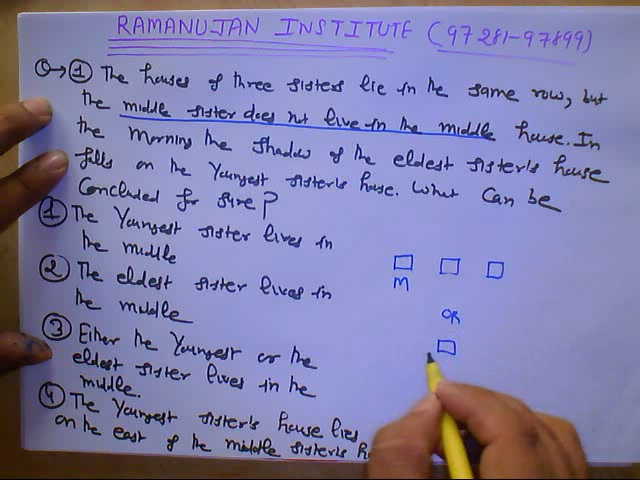 RAMANUJAN INSTITUTE (97281-97899)
Q→ ① The houses of three sisters lie in the same row, but
the middle sister does not live in the middle house. In
the morning the shadow of the eldest sister's house
falls on the Youngest sister's house. What Can be
Concluded for sure?
① The Youngest sister lives in
the middle
② The eldest sister lives in
the middle
③ Either the Youngest or the
eldest sister lives in the
middle.
④ The Youngest sister's house lies
on the east of the middle sister's
M
OR